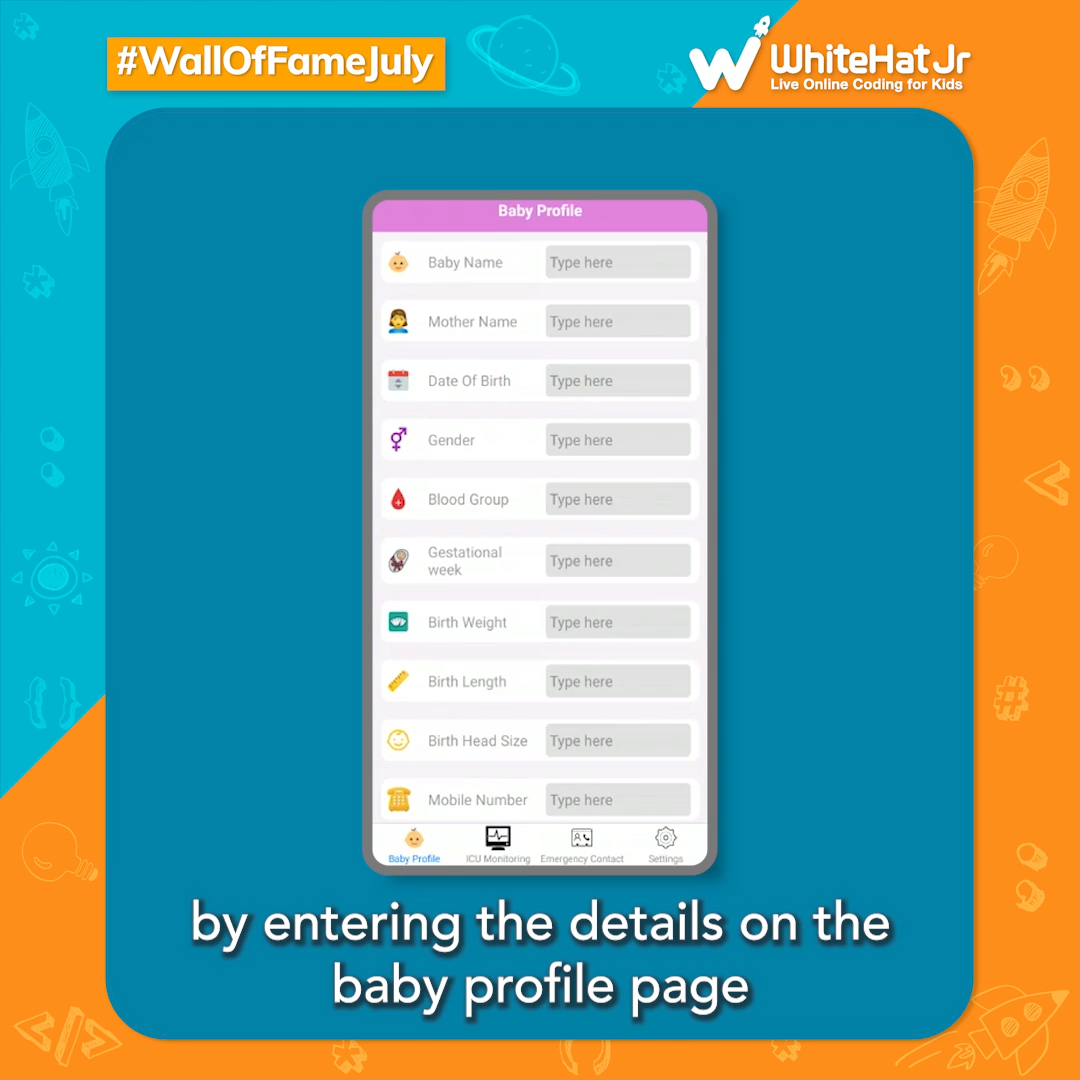 #WallOfFameJuly
WhiteHat Jr
Live Online Coding for Kids
Baby Profile
Baby Name Type here
Mother Name Type here
Date Of Birth Type here
Gender Type here
Blood Group Type here
Gestational
week Type here
Birth Weight Type here
Birth Length Type here
Birth Head Size Type here
Mobile Number Type here
Baby Profile ICU Monitoring Emergency Contact Settings
by entering the details on the
baby profile page